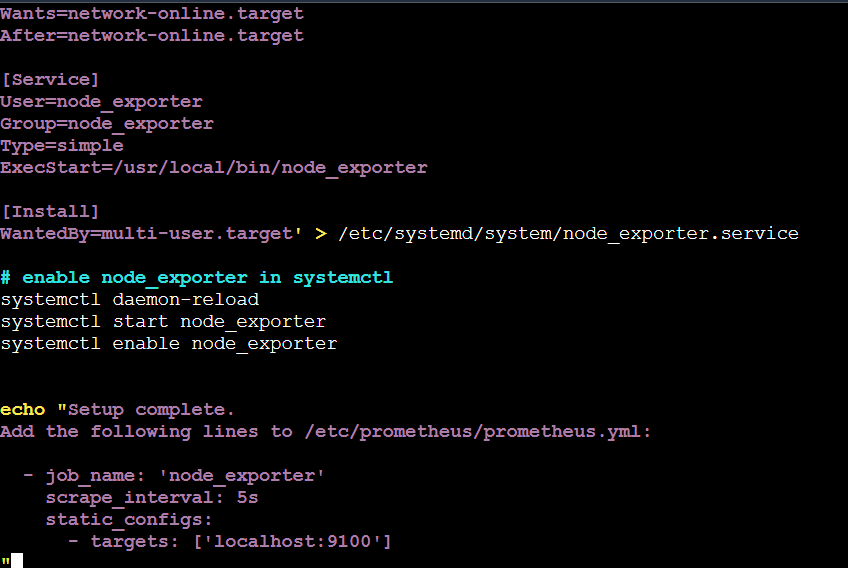 Wants=network-online.target
After=network-online.target
[Service]
User=node_exporter
Group=node_exporter
Type=simple
ExecStart=/usr/local/bin/node_exporter
[Install]
WantedBy=multi-user.target' > /etc/systemd/system/node_exporter.service
# enable node_exporter in systemctl
systemctl daemon-reload
systemctl start node_exporter
systemctl enable node_exporter
echo "Setup complete.
Add the following lines to /etc/prometheus/prometheus.yml:
  - job_name: 'node_exporter'
    scrape_interval: 5s
    static_configs:
      - targets: ['localhost:9100']
"